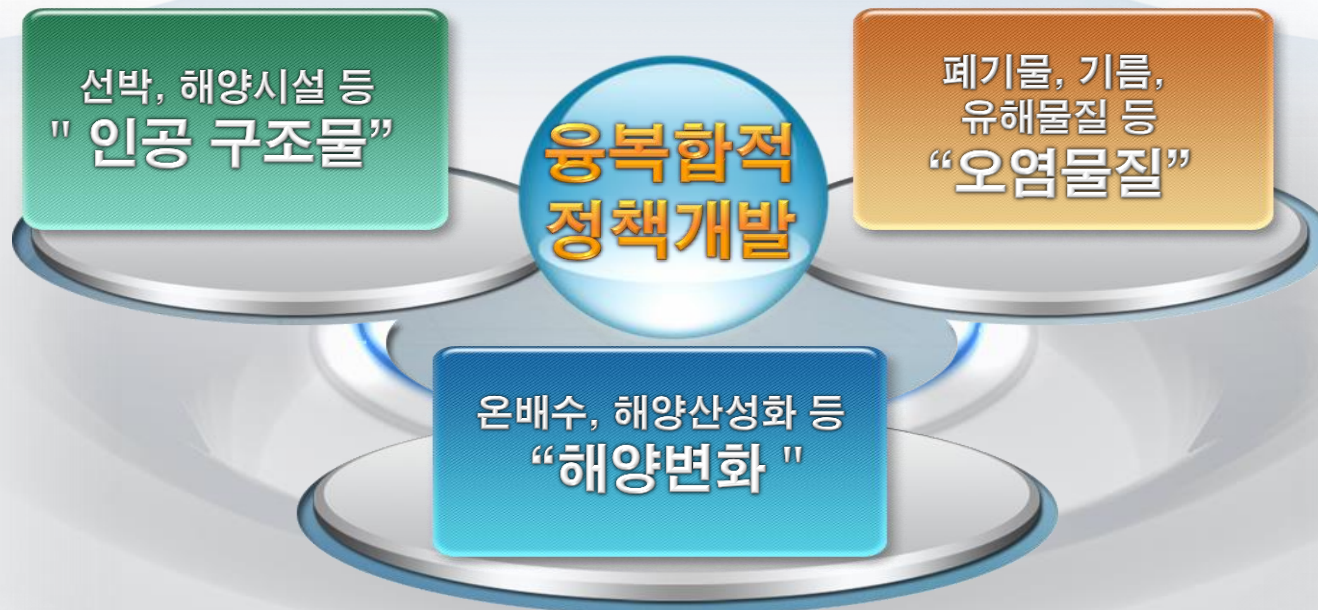 선박, 해양시설 등
" 인공 구조물”
융복합적
정책개발
폐기물, 기름,
유해물질 등
“오염물질”
온배수, 해양산성화 등
“해양변화 "